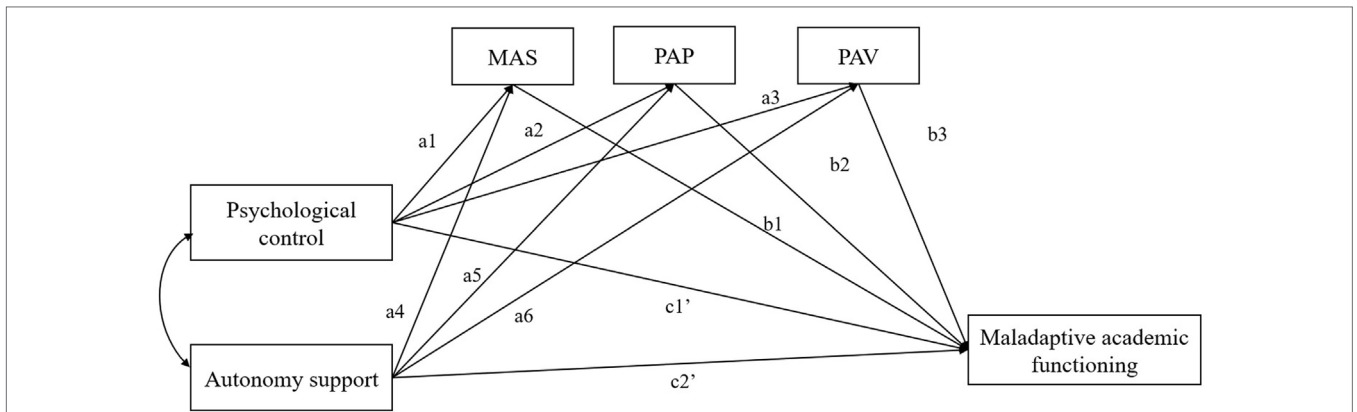 MAS
PAP
PAV
a1
a2
a3
b3
b2
Psychological
control
b1
a5
a4
a6
c1’
Maladaptive academic
functioning
Autonomy support
c2’